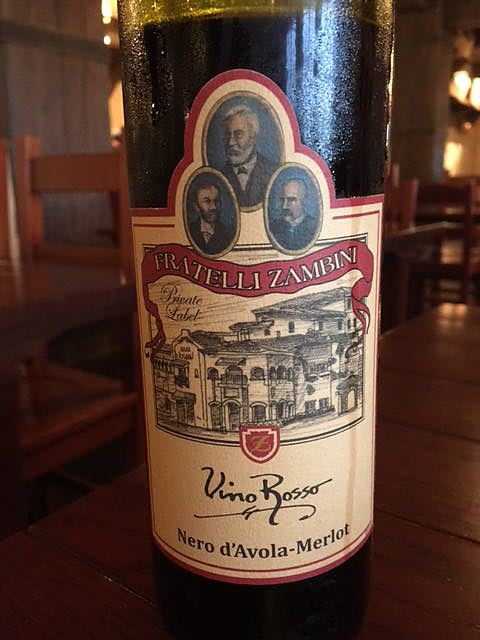 FRATELLI ZAMBINI
Private
Label
Z
Vino Rosso
Nero d'Avola-Merlot